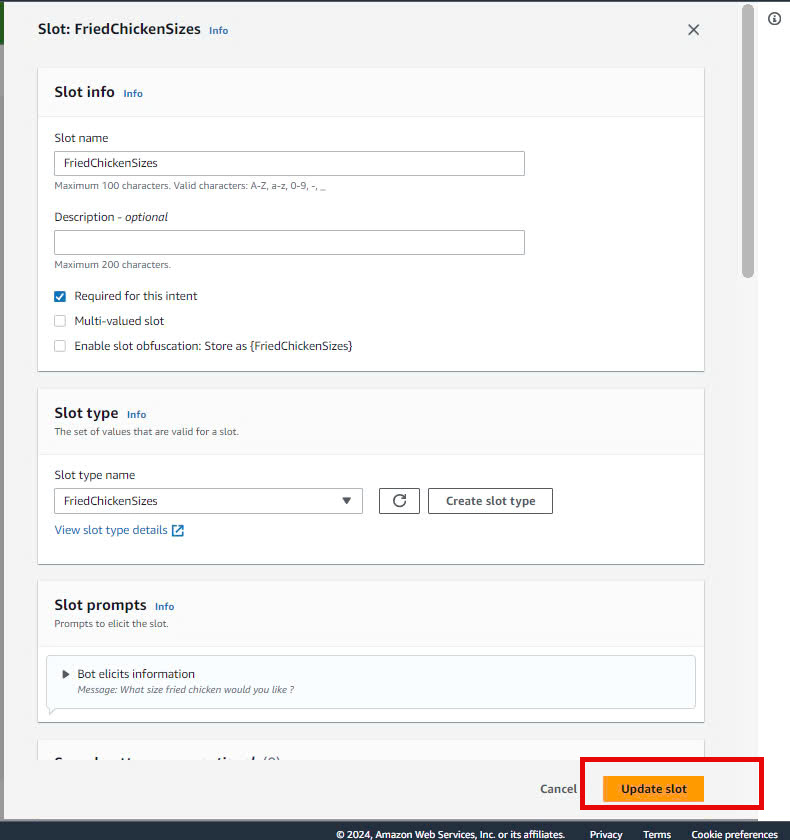 Slot: FriedChickenSizes Info
Slot info Info
Slot name
FriedChickenSizes
Maximum 100 characters. Valid characters: A-Z, a-z, 0-9, -, _
Description - optional
Maximum 200 characters.
Required for this intent
Multi-valued slot
Enable slot obfuscation: Store as {FriedChickenSizes}
Slot type Info
The set of values that are valid for a slot.
Slot type name
FriedChickenSizes
Create slot type
View slot type details
Slot prompts Info
Prompts to elicit the slot.
Bot elicits information
Message: What size fried chicken would you like ?
Cancel Update slot
© 2024, Amazon Web Services, Inc. or its affiliates. Privacy Terms Cookie preferences